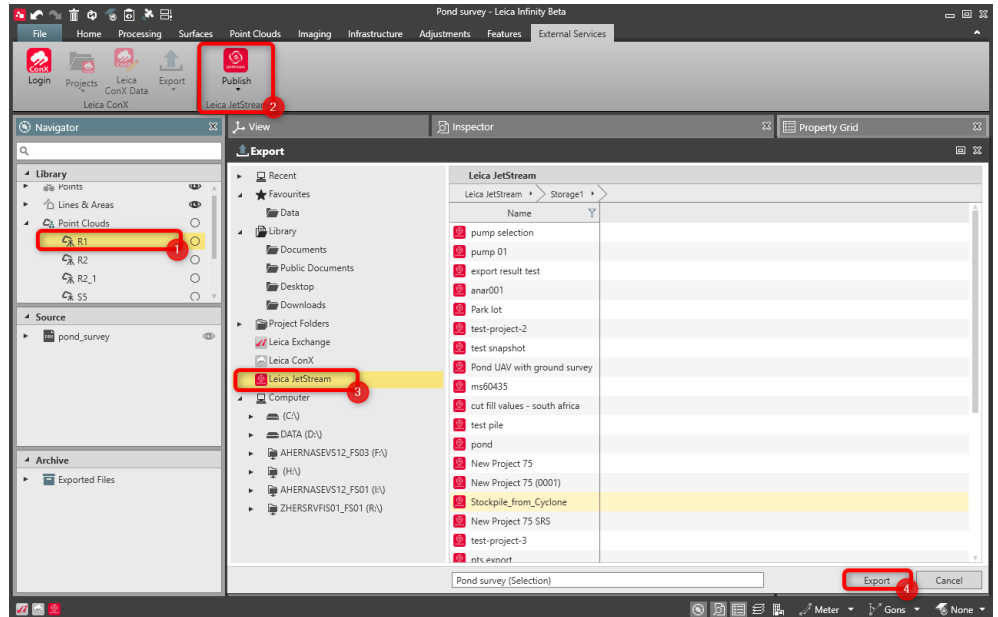 Pond survey - Leica Infinity Beta
File Home Processing Surfaces Point Clouds Imaging Infrastructure Adjustments Features External Services
ConX
Login
Projects
Leica ConX Data
Export
Leica ConX
Publish
Leica JetStream
2
Navigator
View
Inspector
Property Grid
Export
Library
Points
Lines & Areas
Point Clouds
R1
1
R2
R2_1
S5
Source
pond_survey
Archive
Exported Files
Recent
Favourites
Data
Library
Documents
Public Documents
Desktop
Downloads
Project Folders
Leica Exchange
Leica ConX
Leica JetStream
3
Computer
(C:\)
DATA (D:\)
AHERNASEVS12_FS03 (F:\)
(H:\)
AHERNASEVS12_FS01 (I:\)
ZHERSRVFIS01_FS01 (R:\)
Leica JetStream
Leica JetStream Storage1
Name
pump selection
pump 01
export result test
anar001
Park lot
test-project-2
test snapshot
Pond UAV with ground survey
ms60435
cut fill values - south africa
test pile
pond
New Project 75
New Project 75 (0001)
Stockpile_from_Cyclone
New Project 75 SRS
test-project-3
pts export
Pond survey (Selection)
Export
4
Cancel
Meter Gons None